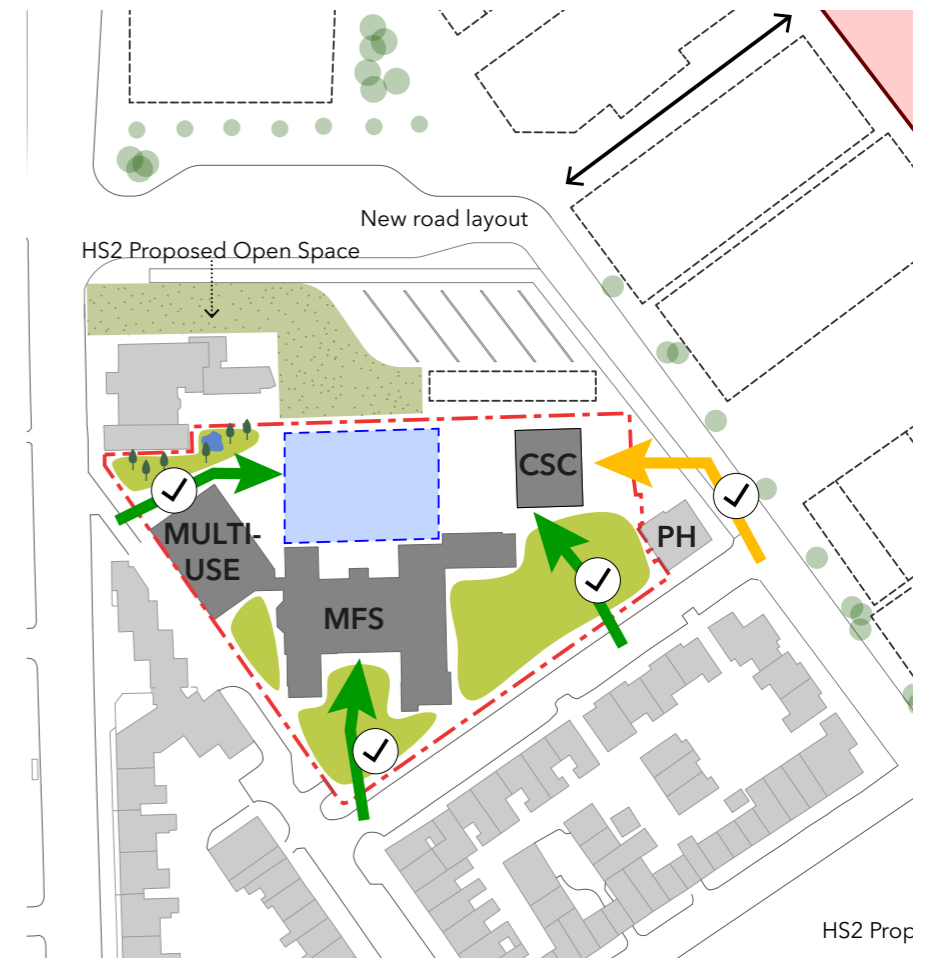 New road layout
HS2 Proposed Open Space
CSC
MULTI-
USE
PH
MFS
HS2 Prop